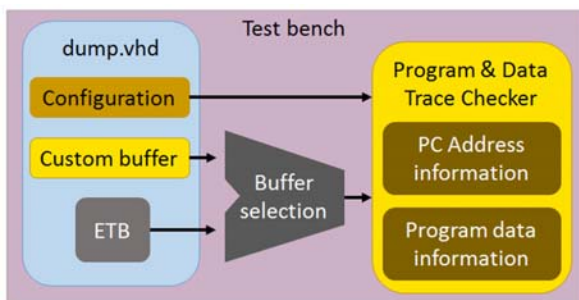 Test bench
dump.vhd
Configuration
Custom buffer
ETB
Buffer
selection
Program & Data
Trace Checker
PC Address
information
Program data
information